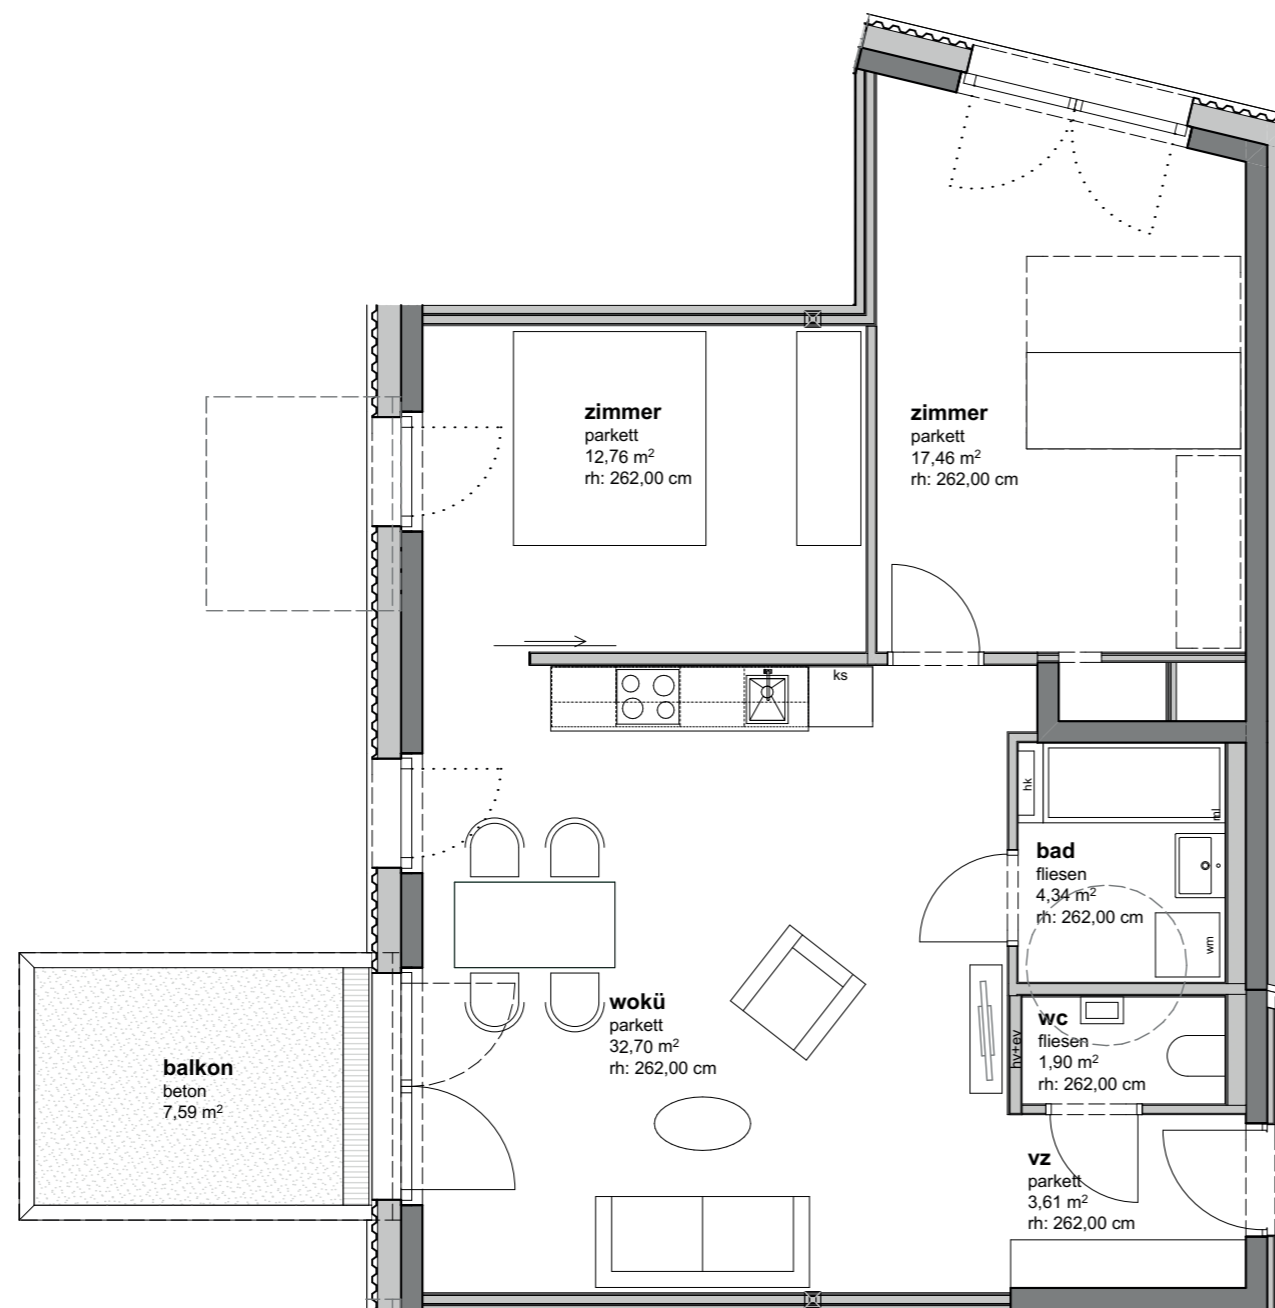 zimmer
parkett
12,76 m²
rh: 262,00 cm
zimmer
parkett
17,46 m²
rh: 262,00 cm
ks
hk
ml
bad
fliesen
4,34 m²
rh: 262,00 cm
wm
wokü
parkett
32,70 m²
rh: 262,00 cm
hv+ev
wc
fliesen
1,90 m²
rh: 262,00 cm
balkon
beton
7,59 m²
vz
parkett
3,61 m²
rh: 262,00 cm